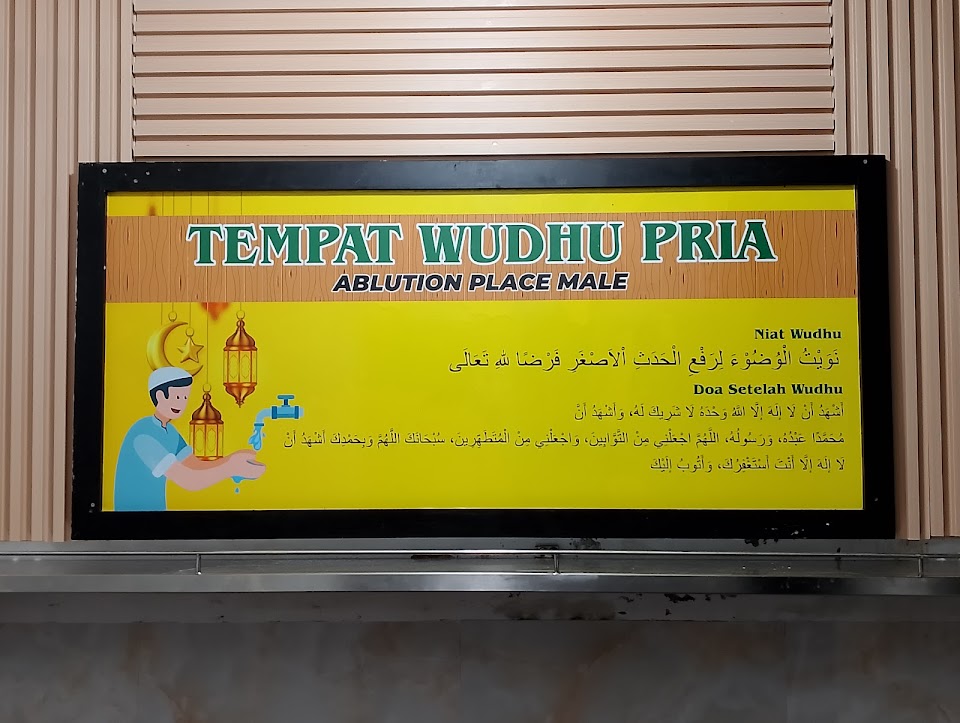 TEMPAT WUDHU PRIA
ABLUTION PLACE MALE
Niat Wudhu
نَوَيْتُ الْوُضُوْءَ لِرَفْعِ الْحَدَثِ اْلاَصْغَرِ فَرْضًا لِلّٰهِ تَعَالَى
Doa Setelah Wudhu
أَشْهَدُ أَنْ لَا إِلَهَ إِلَّا اللهُ وَحْدَهُ لَا شَرِيكَ لَهُ، وَأَشْهَدُ أَنَّ
مُحَمَّدًا عَبْدُهُ، وَرَسُولُهُ، اللَّهُمَّ اجْعَلْنِي مِنْ التَّوَّابِينَ، وَاجْعَلْنِي مِنْ الْمُتَطَهِّرِينَ، سُبْحَانَكَ اللَّهُمَّ وَبِحَمْدِكَ أَشْهَدُ أَنْ
لَا إِلَهَ إِلَّا أَنْتَ أَسْتَغْفِرُكَ، وَأَتُوبُ إِلَيْكَ